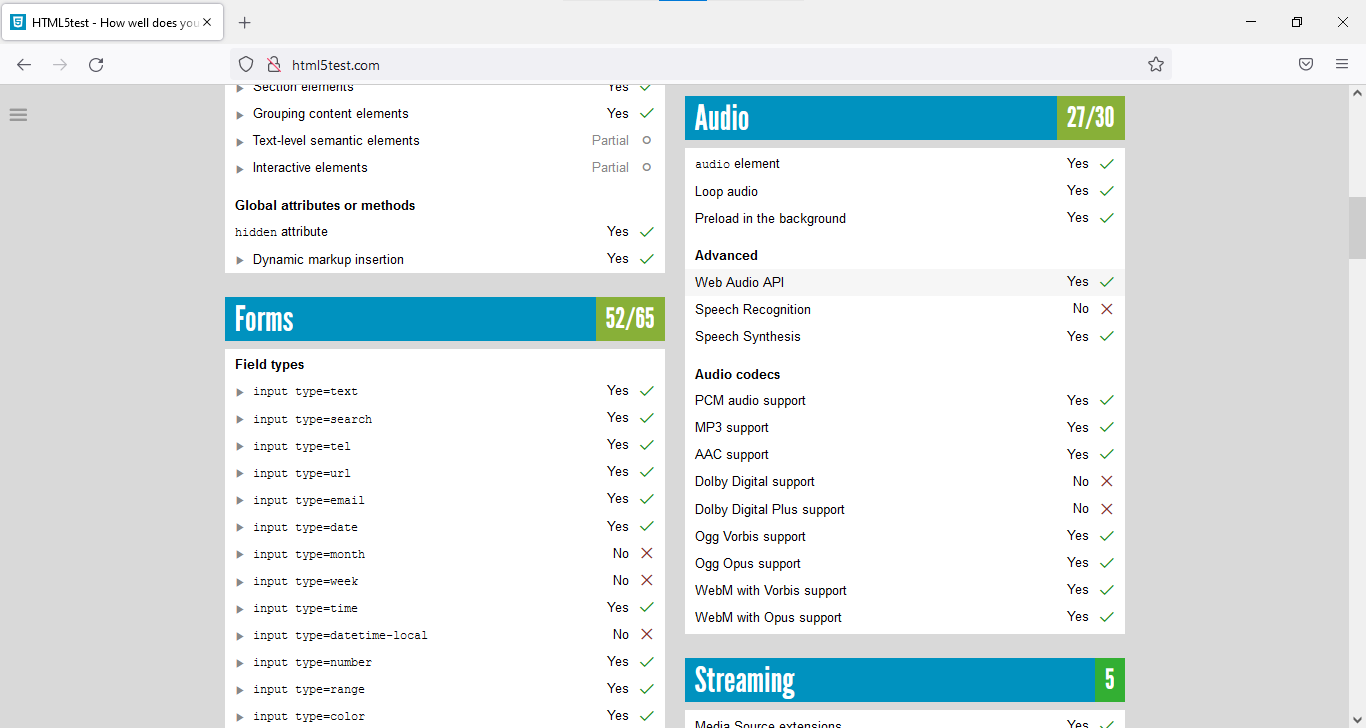 HTML5test - How well does you
html5test.com
Section elements Yes
Grouping content elements Yes
Text-level semantic elements Partial
Interactive elements Partial
Global attributes or methods
hidden attribute Yes
Dynamic markup insertion Yes
Forms 52/65
Field types
input type=text Yes
input type=search Yes
input type=tel Yes
input type=url Yes
input type=email Yes
input type=date Yes
input type=month No
input type=week No
input type=time Yes
input type=datetime-local No
input type=number Yes
input type=range Yes
input type=color Yes
Audio 27/30
audio element Yes
Loop audio Yes
Preload in the background Yes
Advanced
Web Audio API Yes
Speech Recognition No
Speech Synthesis Yes
Audio codecs
PCM audio support Yes
MP3 support Yes
AAC support Yes
Dolby Digital support No
Dolby Digital Plus support No
Ogg Vorbis support Yes
Ogg Opus support Yes
WebM with Vorbis support Yes
WebM with Opus support Yes
Streaming 5
Media Source extensions Yes